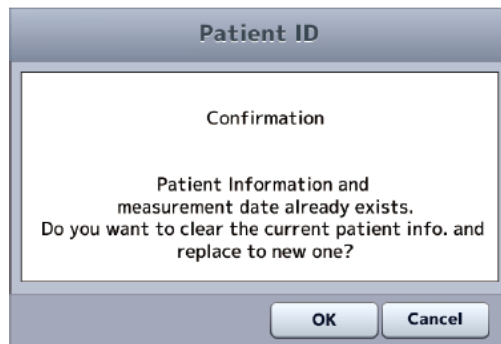 Patient ID
Confirmation
Patient Information and
measurement date already exists.
Do you want to clear the current patient info. and
replace to new one?
OK
Cancel